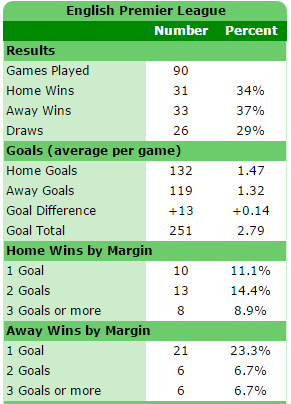 English Premier League
Number Percent
Results
Games Played 90
Home Wins 31 34%
Away Wins 33 37%
Draws 26 29%
Goals (average per game)
Home Goals 132 1.47
Away Goals 119 1.32
Goal Difference +13 +0.14
Goal Total 251 2.79
Home Wins by Margin
1 Goal 10 11.1%
2 Goals 13 14.4%
3 Goals or more 8 8.9%
Away Wins by Margin
1 Goal 21 23.3%
2 Goals 6 6.7%
3 Goals or more 6 6.7%